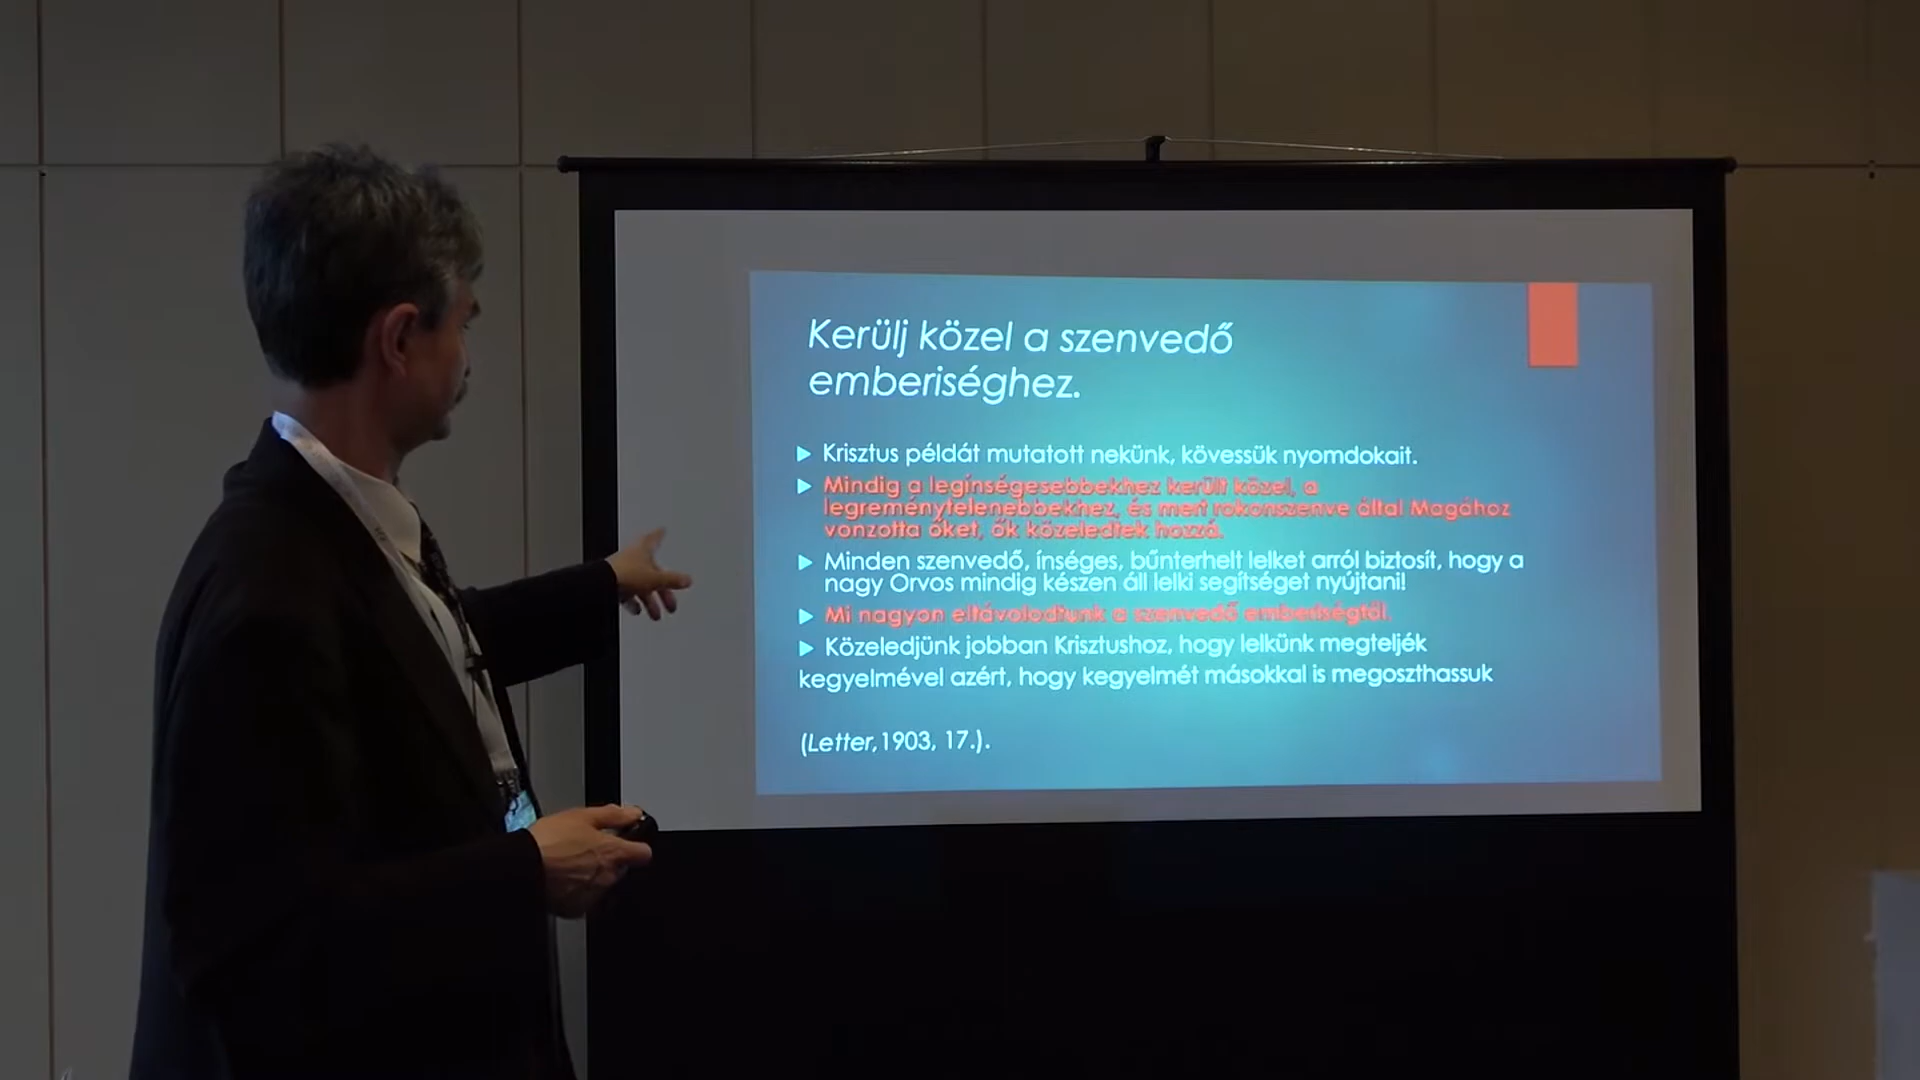 Kerülj közel a szenvedő
emberiséghez.
Krisztus példát mutatott nekünk, kövessük nyomdokait.
Mindig a legínségesebbekhez került közel, a
legreménytelenebbekhez, és mert rokonszenve által Magához
vonzotta őket, ők közeledtek hozzá.
Minden szenvedő, ínséges, bűnterhelt lelket arról biztosít, hogy a
nagy Orvos mindig készen áll lelki segítséget nyújtani!
Mi nagyon eltávolodtunk a szenvedő emberiségtől.
Közeledjünk jobban Krisztushoz, hogy lelkünk megteljék
kegyelmével azért, hogy kegyelmét másokkal is megoszthassuk
(Letter,1903, 17.).